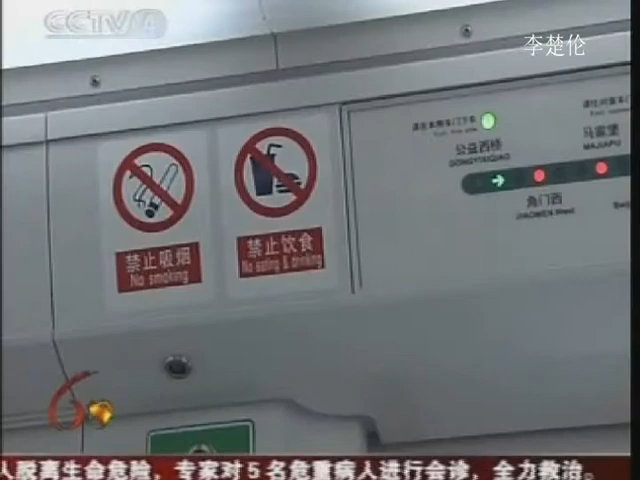 CCTV 4
李楚伦
禁止吸烟
No smoking
禁止饮食
No eating & drinking
公益西桥
GONGYIXIQIAO
马家堡
MAJIAPU
角门西
JIAOMEN West
人脱离生命危险，专家对5名危重病人进行会诊，全力救治。